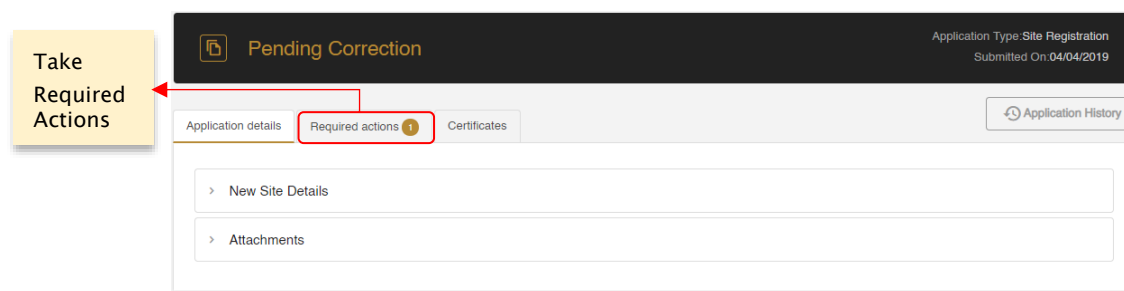 Take
Required
Actions
Pending Correction
Application Type:Site Registration
Submitted On:04/04/2019
Application details
Required actions 1
Certificates
Application History
New Site Details
Attachments